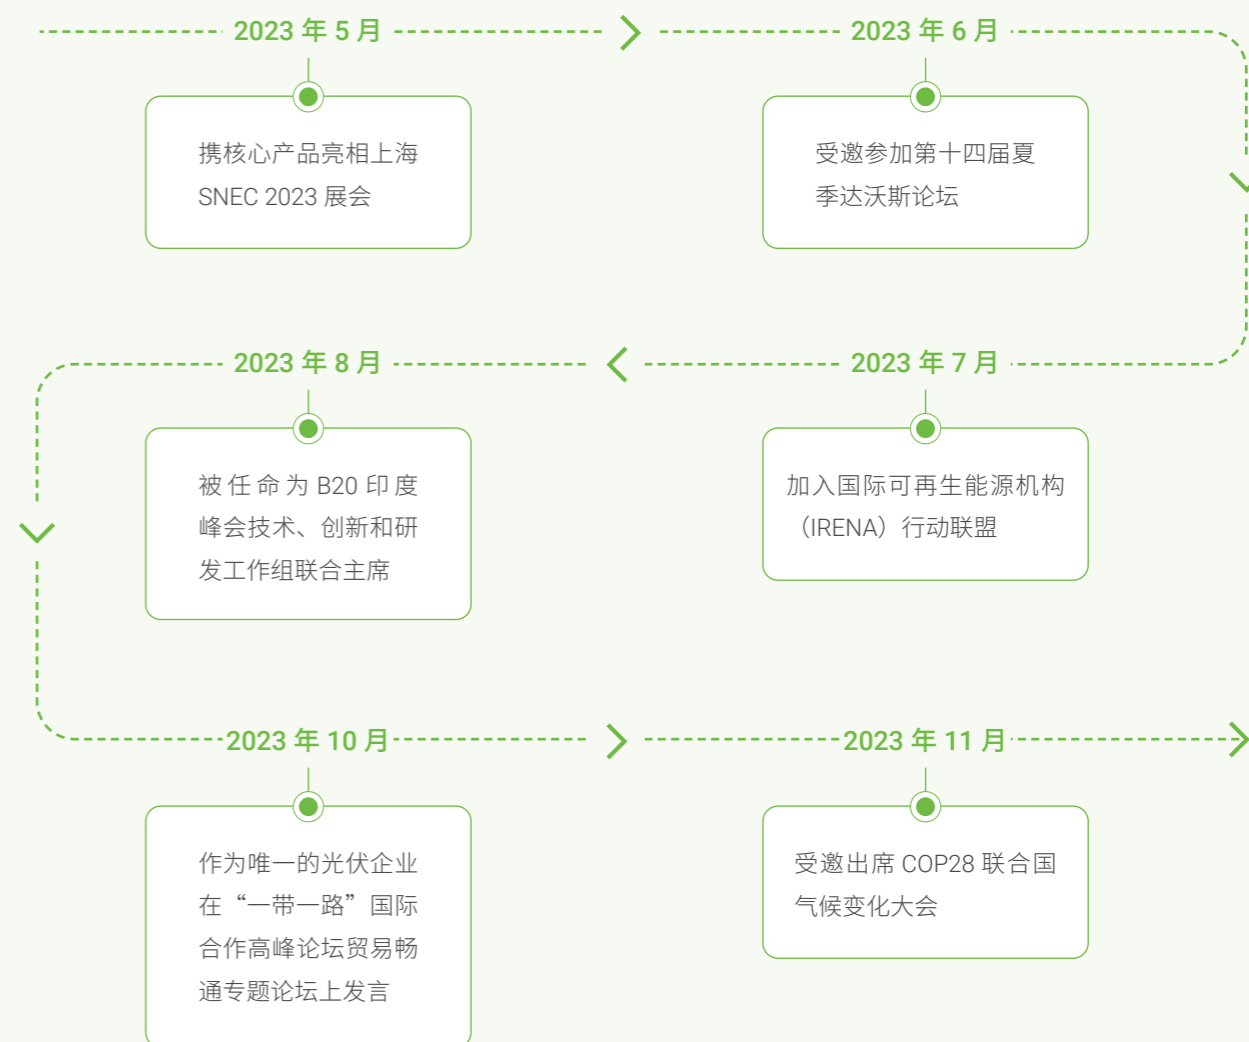 2023 年 5 月
携核心产品亮相上海
SNEC 2023 展会
2023 年 6 月
受邀参加第十四届夏
季达沃斯论坛
2023 年 7 月
加入国际可再生能源机构
（IRENA）行动联盟
2023 年 8 月
被任命为 B20 印度
峰会技术、创新和研
发工作组联合主席
2023 年 10 月
作为唯一的光伏企业
在“一带一路”国际
合作高峰论坛贸易畅
通专题论坛上发言
2023 年 11 月
受邀出席 COP28 联合国
气候变化大会